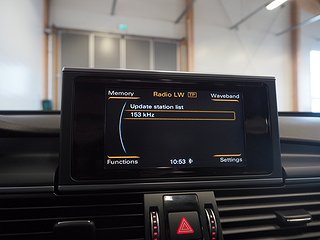 Memory Radio LW TP Waveband
Update station list
153 kHz
Functions 10:53 Settings